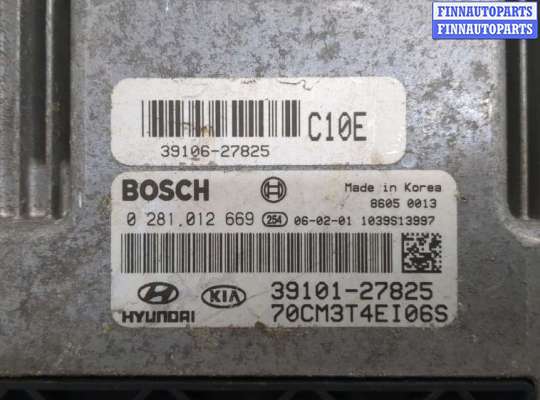 FINNAUTOPARTS
FINNAUTOPARTS
C10E
39106-27825
BOSCH
Made in Korea
8605 0013
0 281.012 669 254 06-02-01 1039S13997
HYUNDAI
KIA
39101-27825
70CM3T4EI06S